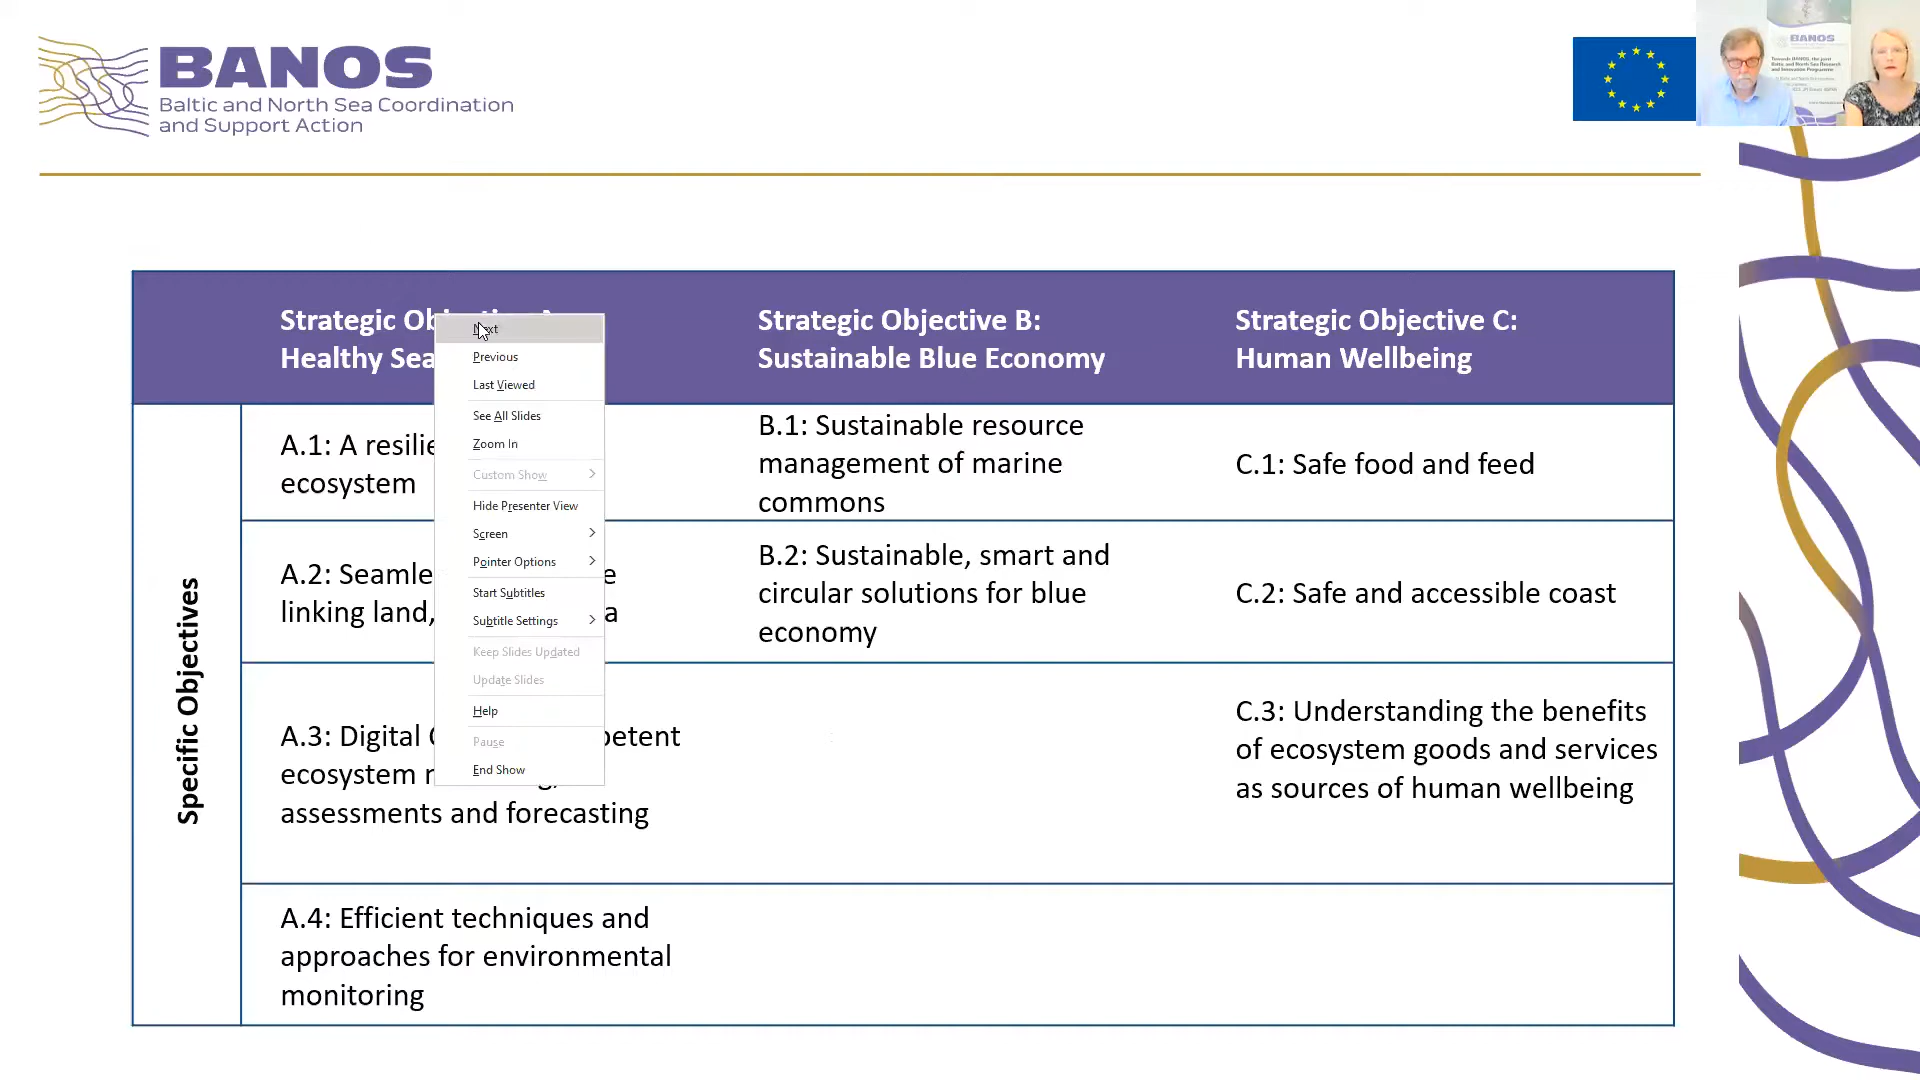 BANOS
Baltic and North Sea Coordination
and Support Action
BANOS
Strategic
Healthy
Next
Previous
Last Viewed
See All Slides
Zoom In
Custom Show
Hide Presenter View
Screen
Pointer Options
Start Subtitles
Subtitle Settings
Keep Slides Updated
Update Slides
Help
Pause
End Show
Strategic Objective B:
Sustainable Blue Economy
Strategic Objective C:
Human Wellbeing
Specific Objectives
A.1: A
ecosystem
B.1: Sustainable resource
management of marine
commons
C.1: Safe food and feed
A.2:
linking land,
B.2: Sustainable, smart and
circular solutions for blue
economy
C.2: Safe and accessible coast
A.3: Digital
ecosystem
assessments and forecasting
C.3: Understanding the benefits
of ecosystem goods and services
as sources of human wellbeing
A.4: Efficient techniques and
approaches for environmental
monitoring